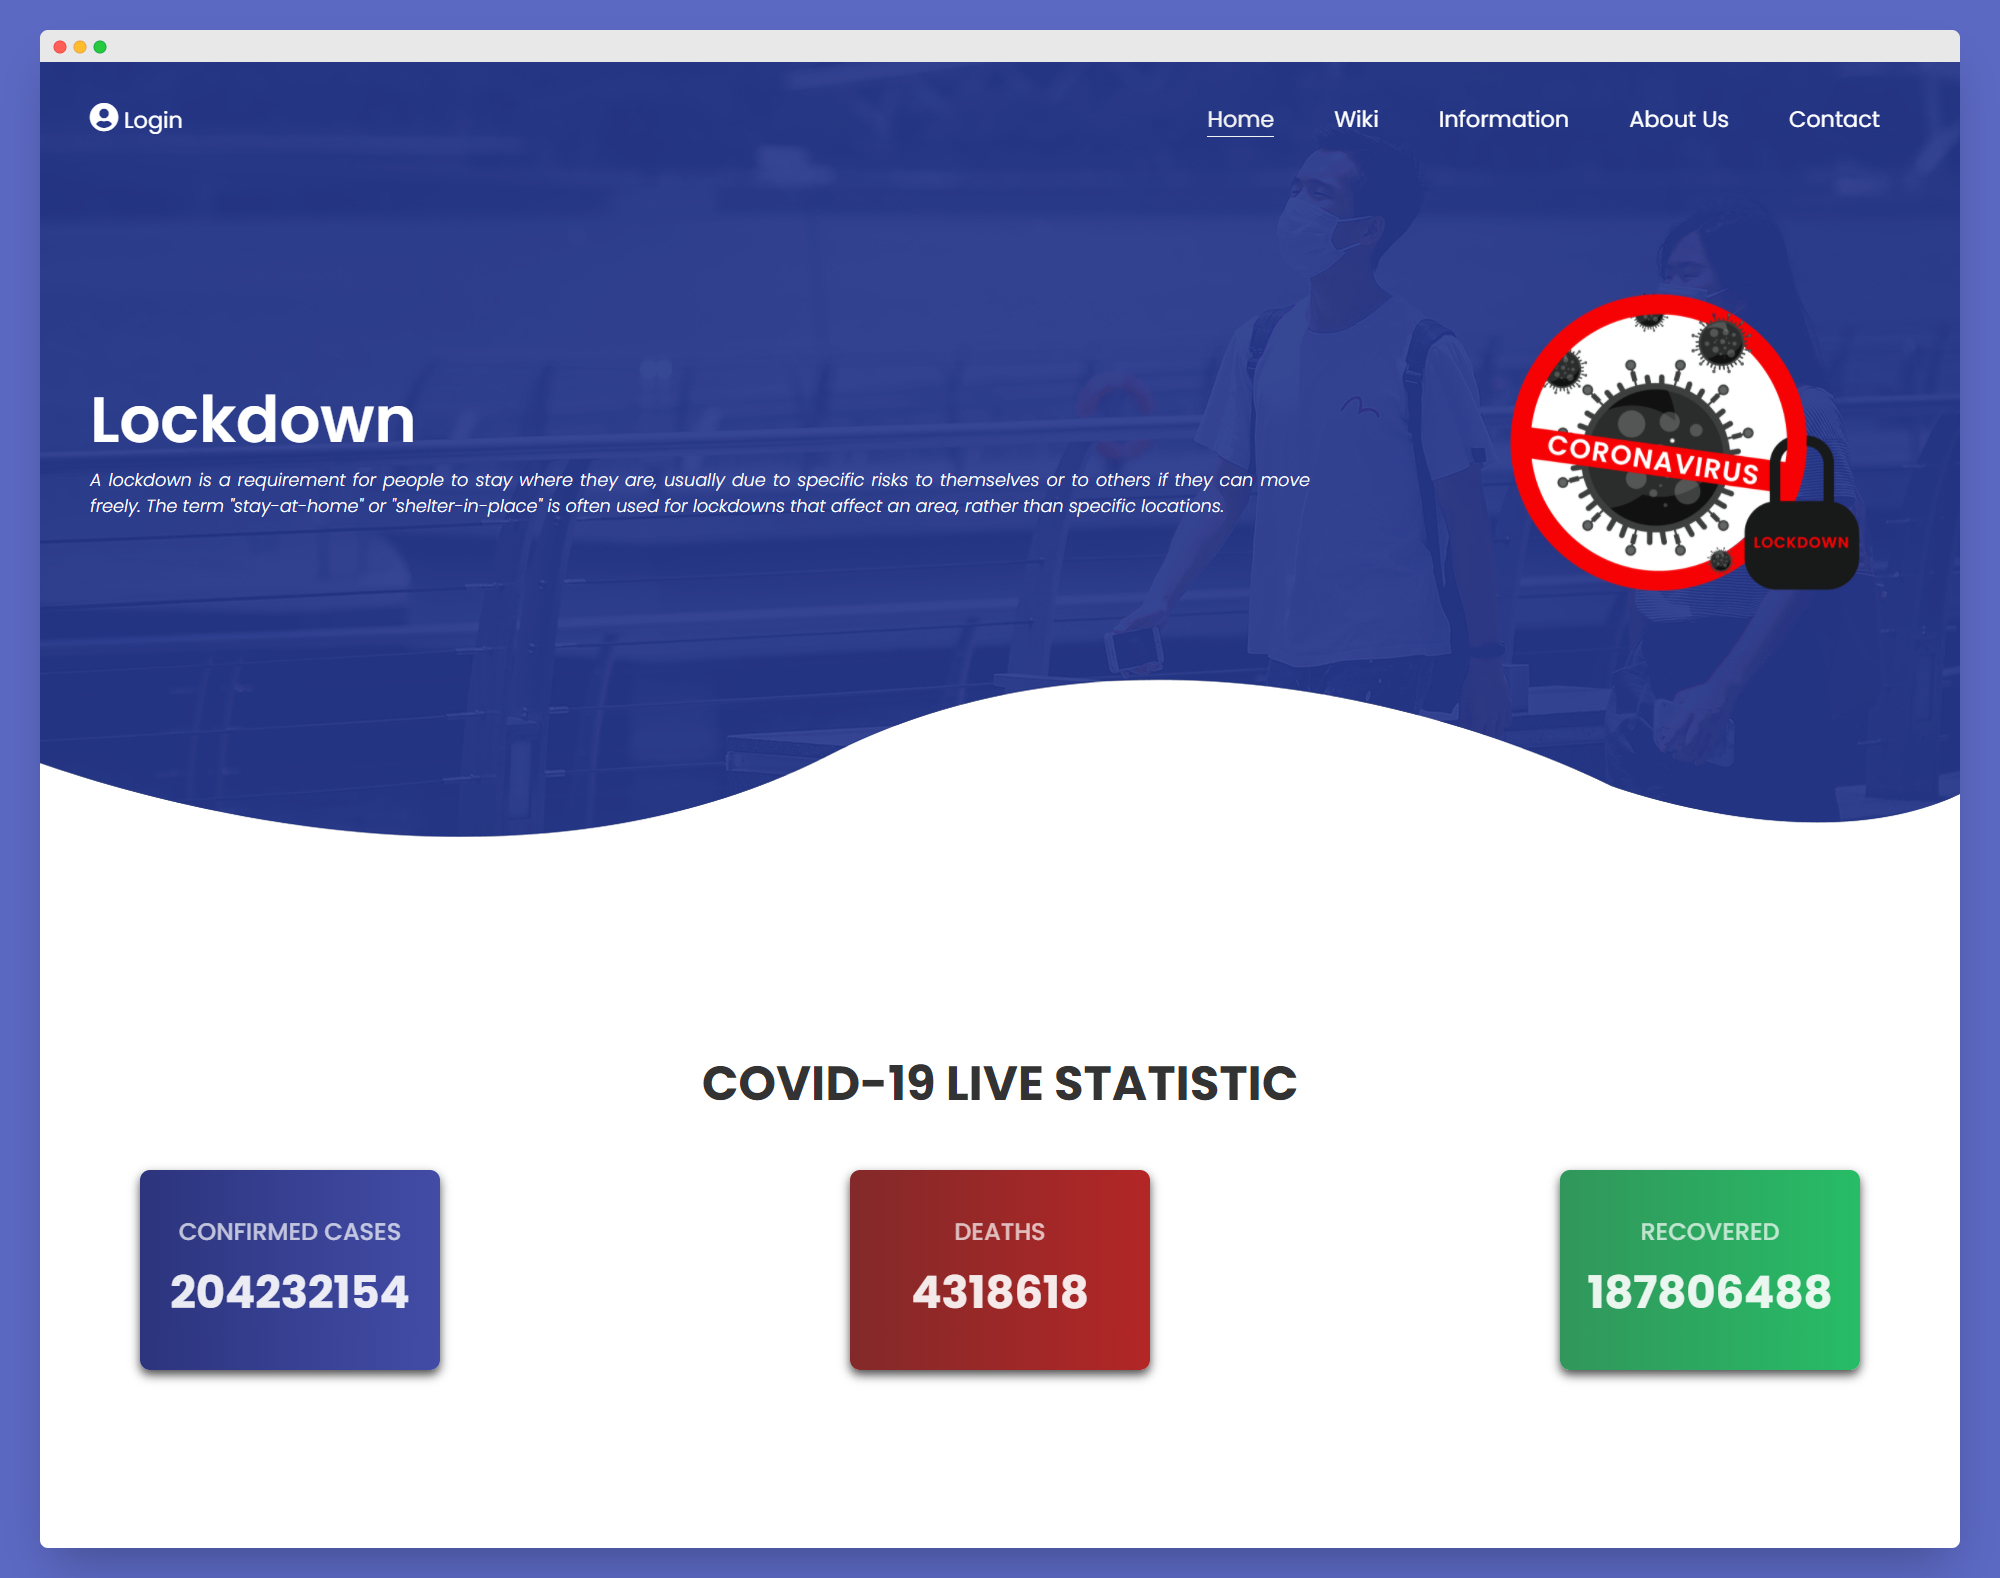 Login
Home
Wiki
Information
About Us
Contact
Lockdown
A lockdown is a requirement for people to stay where they are, usually due to specific risks to themselves or to others if they can move
freely. The term "stay-at-home" or "shelter-in-place" is often used for lockdowns that affect an area, rather than specific locations.
CORONAVIRUS
LOCKDOWN
COVID-19 LIVE STATISTIC
CONFIRMED CASES
204232154
DEATHS
4318618
RECOVERED
187806488